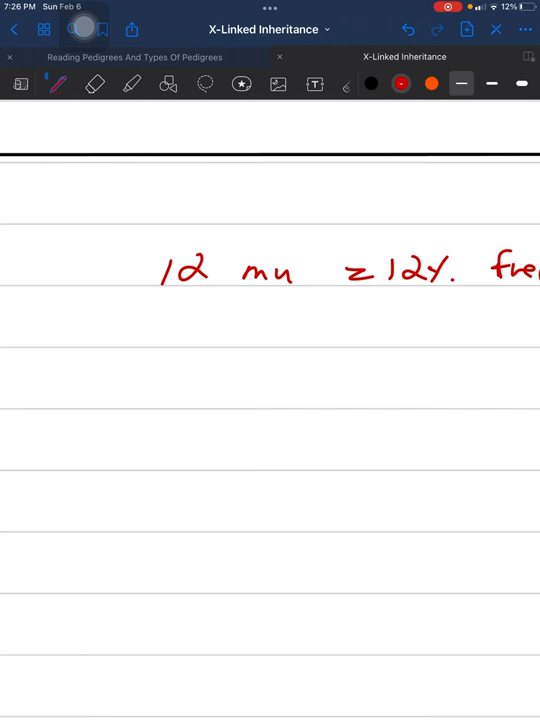 7:26 PM Sun Feb 6 12%
X-Linked Inheritance
Reading Pedigrees And Types Of Pedigrees X-Linked Inheritance
12 mu = 12%. fre